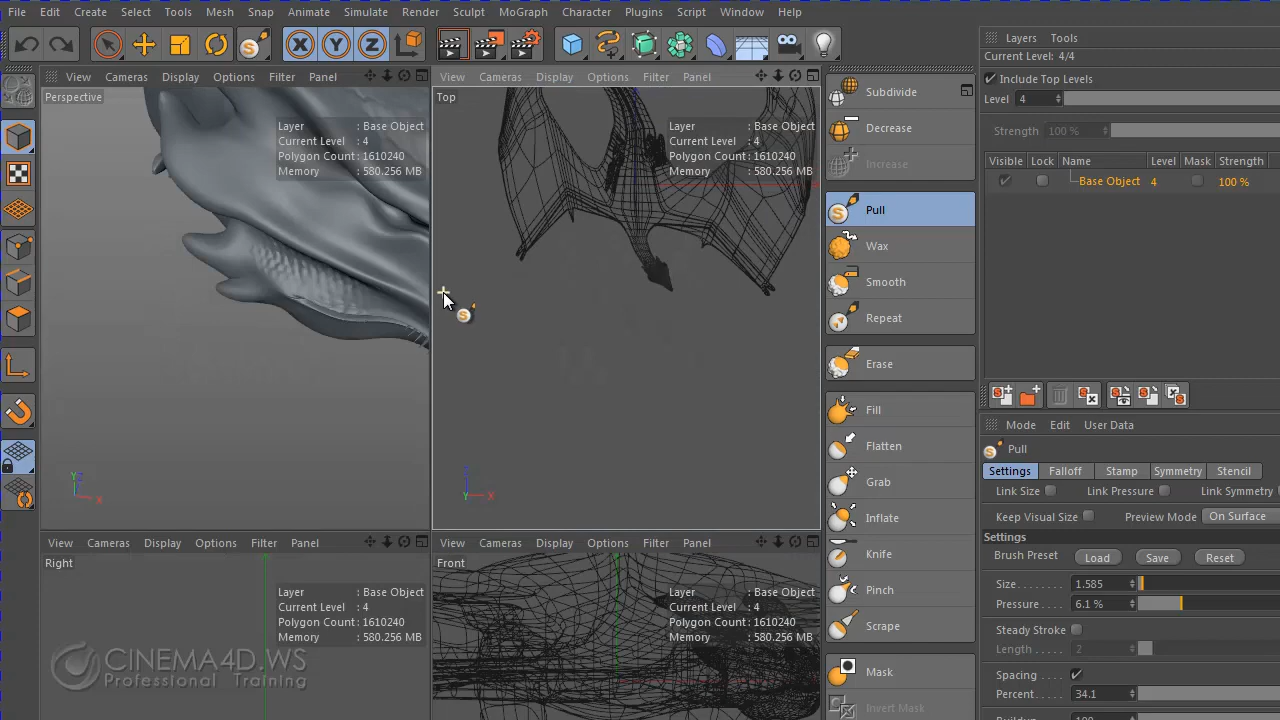 File Edit Create Select Tools Mesh Snap Animate Simulate Render Sculpt MoGraph Character Plugins Script Window Help
Layers Tools
Current Level: 4/4
Include Top Levels
Level 4
Strength 100 %
Visible Lock Name Level Mask Strength
Base Object 4 100 %
View Cameras Display Options Filter Panel
Perspective
Layer : Base Object
Current Level : 4
Polygon Count : 1610240
Memory : 580.256 MB
View Cameras Display Options Filter Panel
Top
Layer : Base Object
Current Level : 4
Polygon Count : 1610240
Memory : 580.256 MB
Subdivide
Decrease
Increase
Pull
Wax
Smooth
Repeat
Erase
Fill
Flatten
Grab
Inflate
Knife
Pinch
Scrape
Mask
Invert Mask
View Cameras Display Options Filter Panel
Right
Layer : Base Object
Current Level : 4
Polygon Count : 1610240
Memory : 580.256 MB
View Cameras Display Options Filter Panel
Front
Layer : Base Object
Current Level : 4
Polygon Count : 1610240
Memory : 580.256 MB
CINEMA4D.WS
Professional Training
Mode Edit User Data
Pull
Settings Falloff Stamp Symmetry Stencil
Link Size Link Pressure Link Symmetry
Keep Visual Size Preview Mode On Surface
Settings
Brush Preset Load Save Reset
Size 1.585
Pressure 6.1 %
Steady Stroke
Length 2
Spacing
Percent 34.1
X Y Z